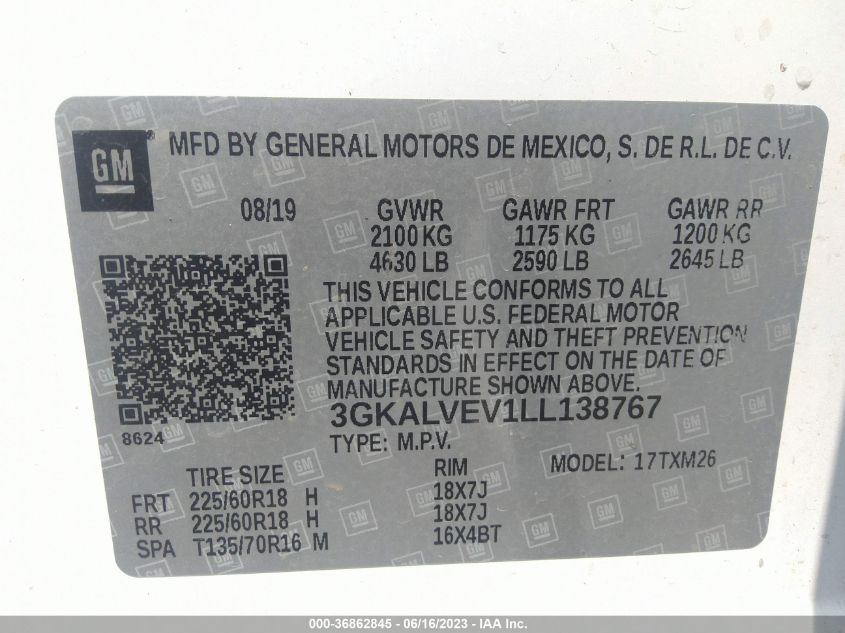 GM MFD BY GENERAL MOTORS DE MEXICO, S. DE R.L. DE C.V.
08/19 GVWR GAWR FRT GAWR RR
2100 KG 1175 KG 1200 KG
4630 LB 2590 LB 2645 LB
THIS VEHICLE CONFORMS TO ALL
APPLICABLE U.S. FEDERAL MOTOR
VEHICLE SAFETY AND THEFT PREVENTION
STANDARDS IN EFFECT ON THE DATE OF
MANUFACTURE SHOWN ABOVE.
3GKALVEV1LL138767
8624 TYPE: M.P.V.
TIRE SIZE RIM MODEL: 17TXM26
FRT 225/60R18 H 18X7J
RR 225/60R18 H 18X7J
SPA T135/70R16 M 16X4BT
000-36862845 - 06/16/2023 - IAA Inc.